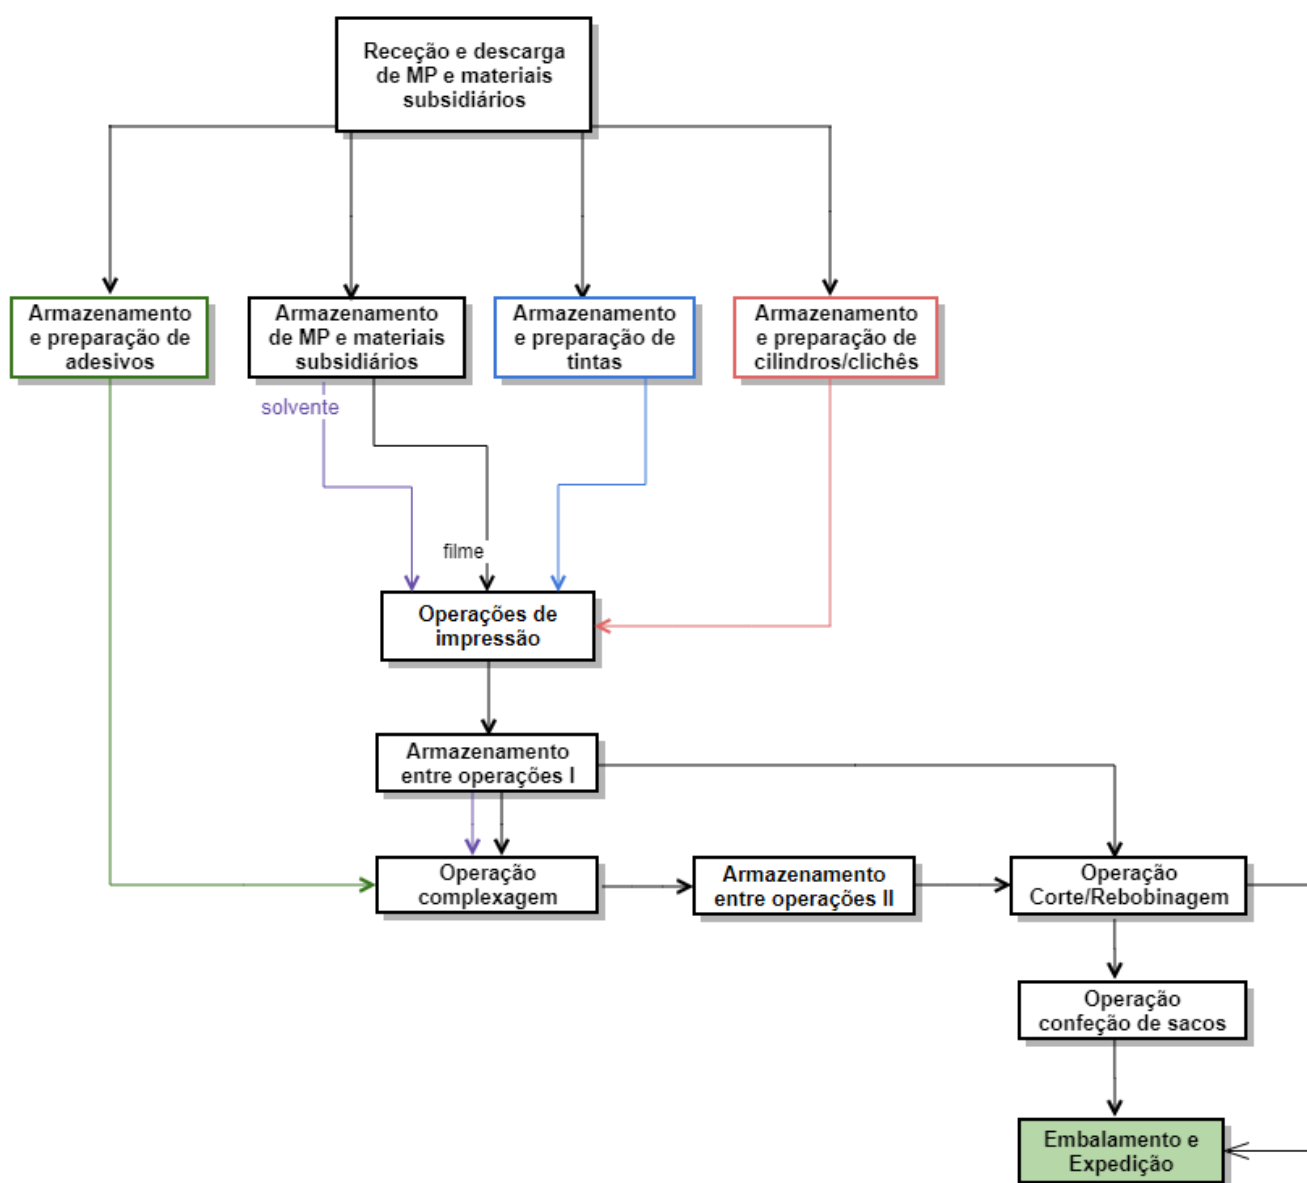 Receção e descarga
de MP e materiais
subsidiários
Armazenamento
e preparação de
adesivos
Armazenamento
de MP e materiais
subsidiários
Armazenamento
e preparação de
tintas
Armazenamento
e preparação de
cilindros/clichês
solvente
filme
Operações de
impressão
Armazenamento
entre operações I
Operação
complexagem
Armazenamento
entre operações II
Operação
Corte/Rebobinagem
Operação
confeção de sacos
Embalamento e
Expedição